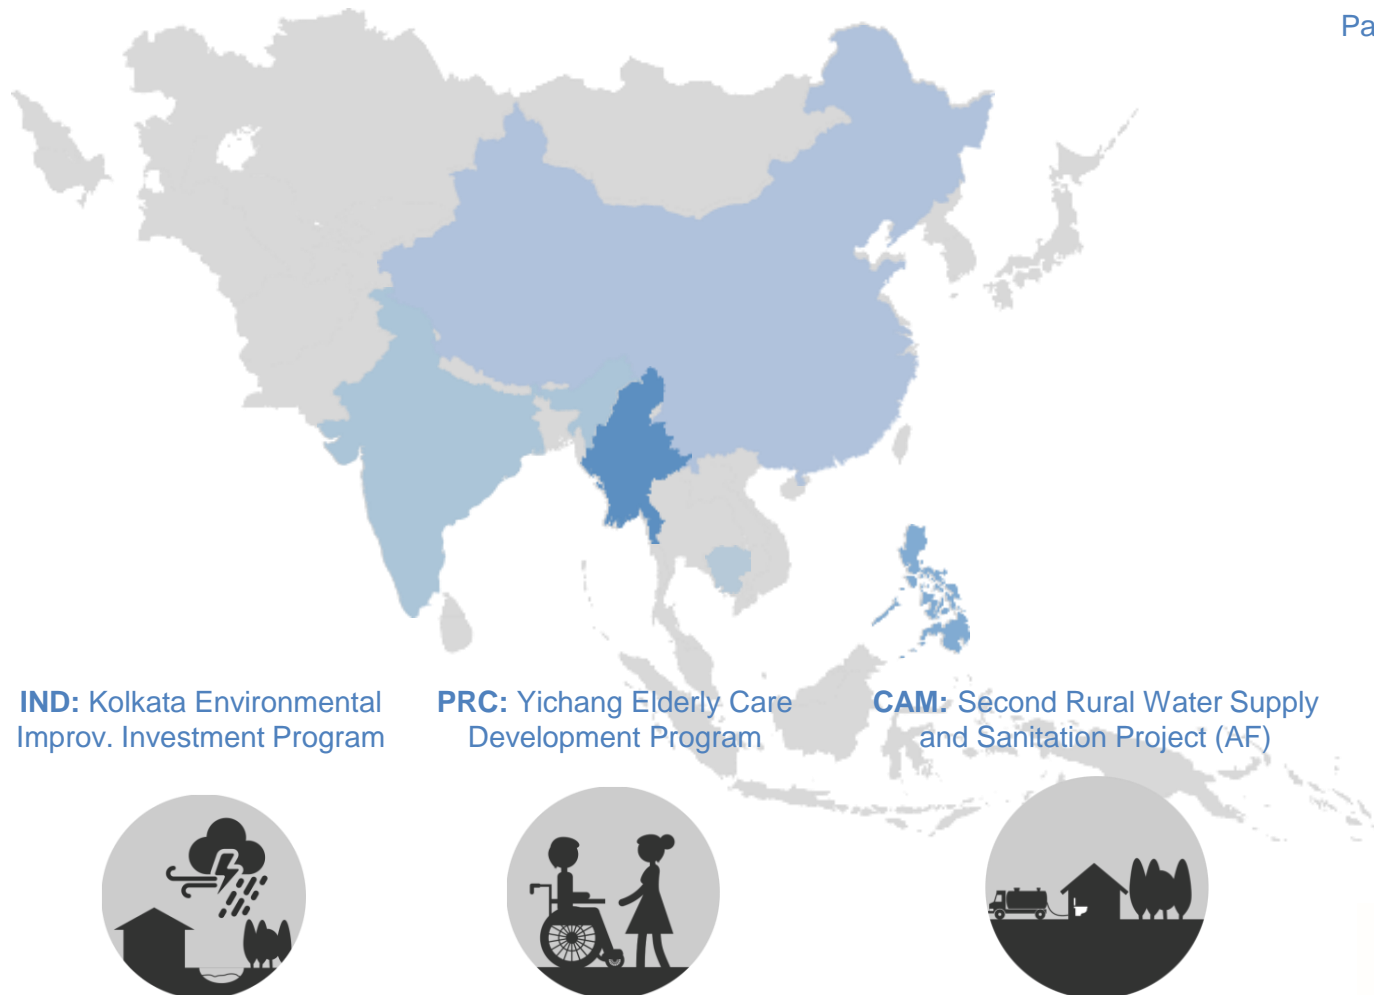 Pa
IND: Kolkata Environmental
Improv. Investment Program
PRC: Yichang Elderly Care
Development Program
CAM: Second Rural Water Supply
and Sanitation Project (AF)